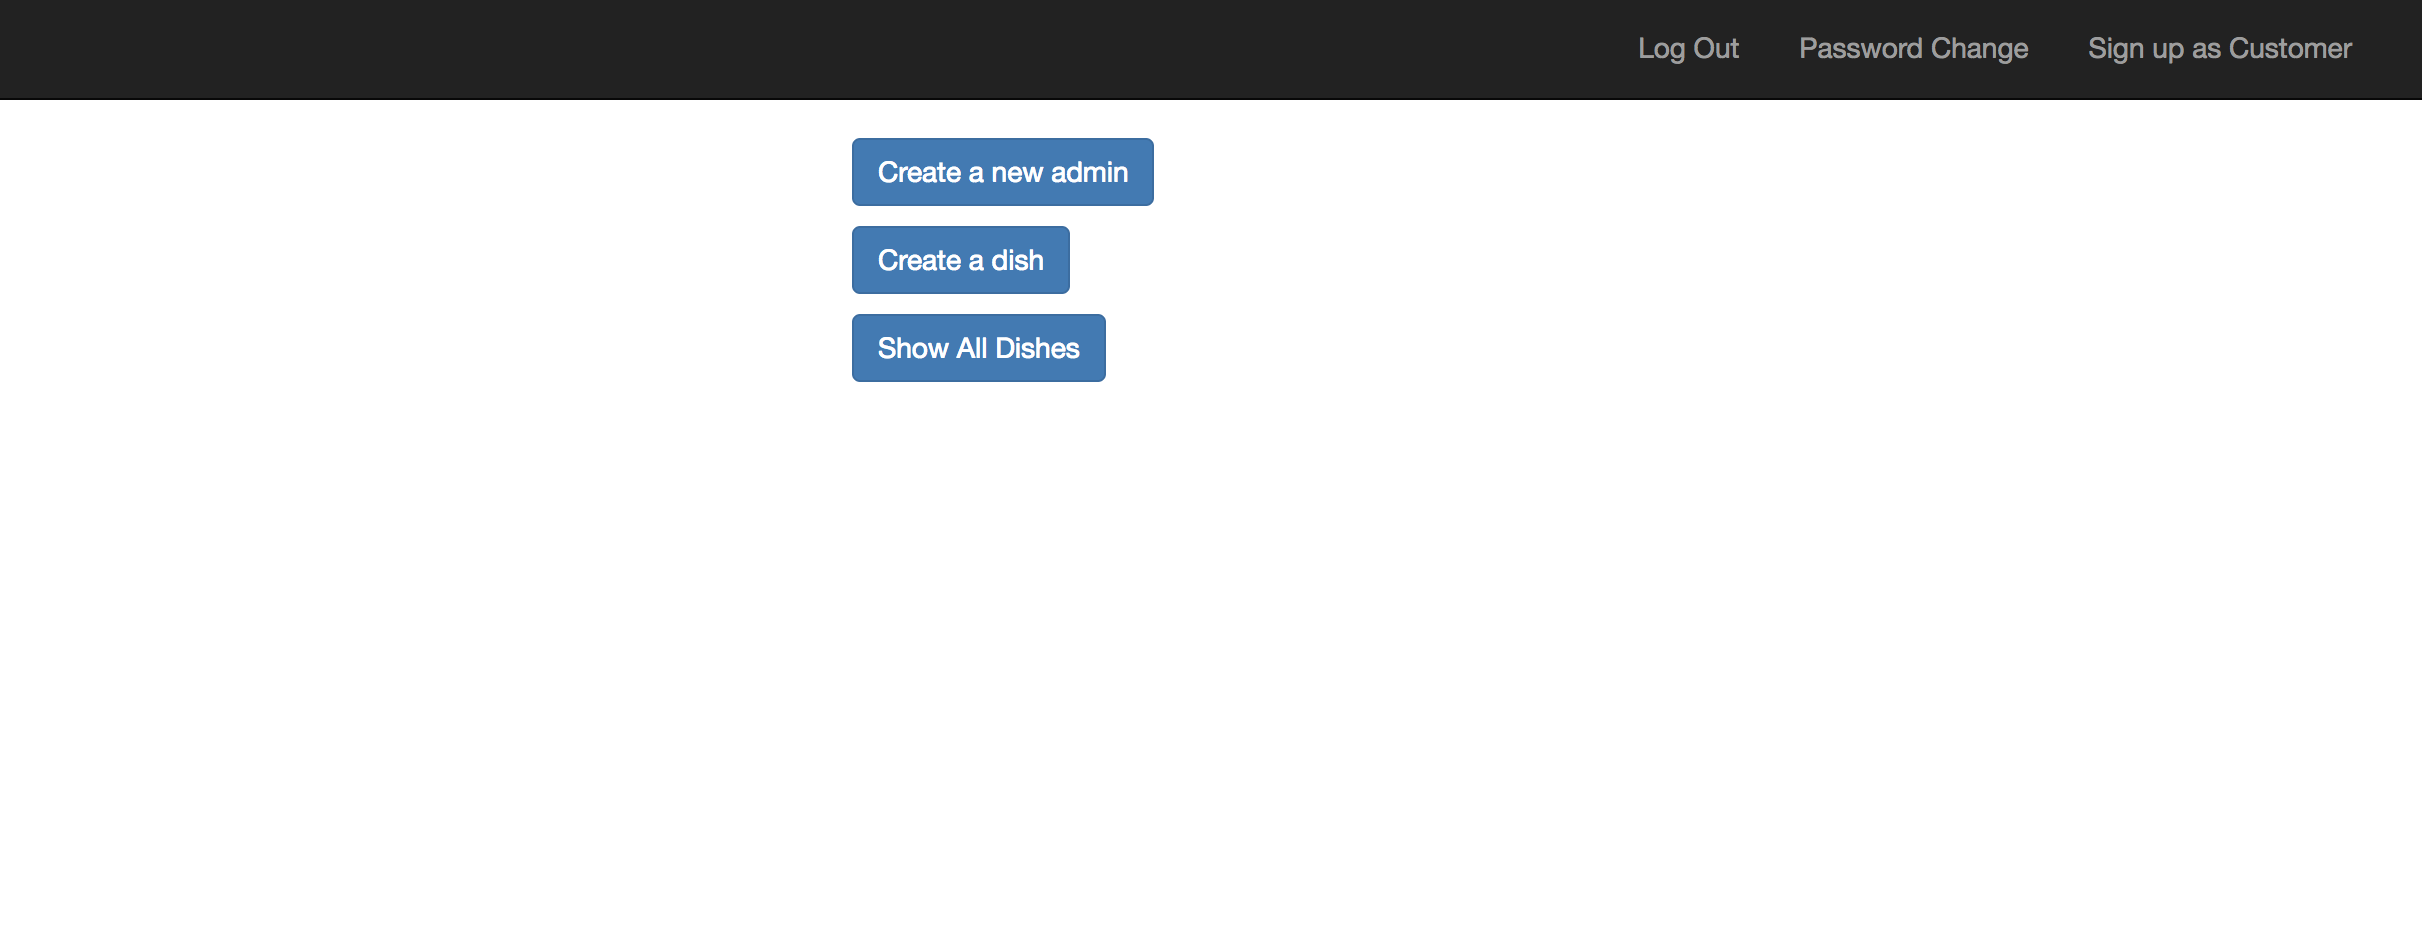 Log Out Password Change Sign up as Customer
Create a new admin
Create a dish
Show All Dishes